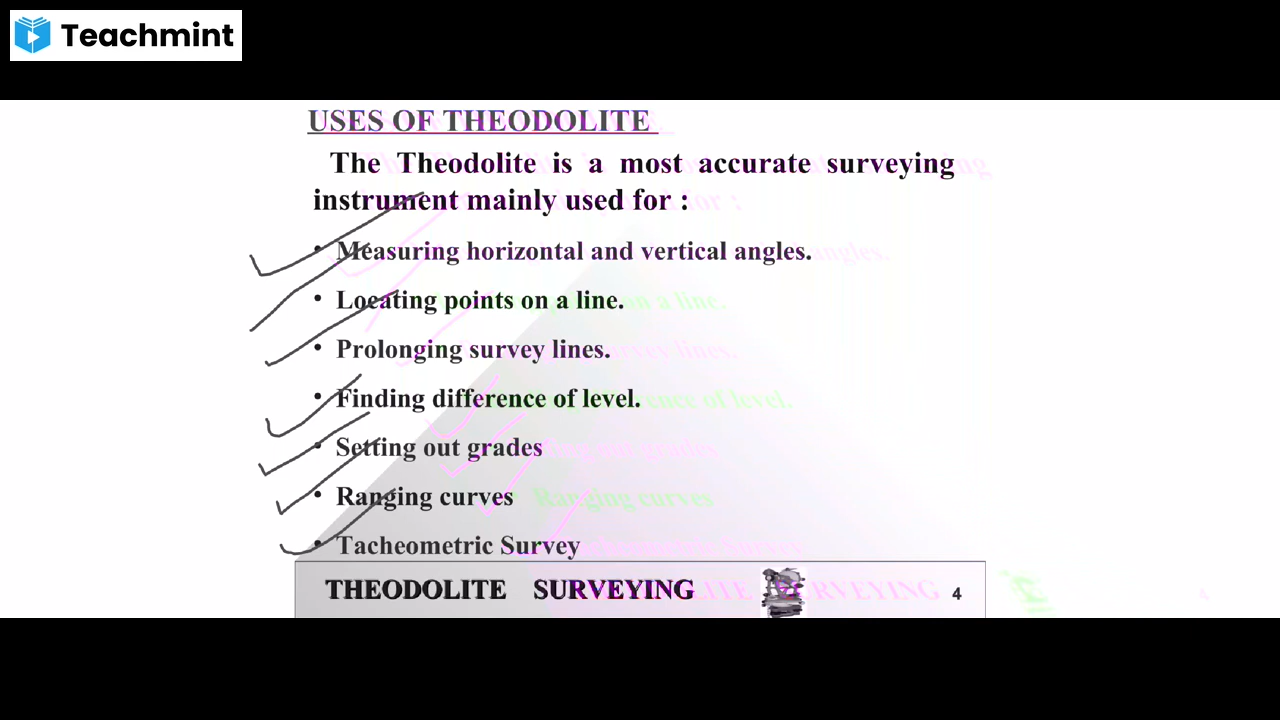 Teachmint
USES OF THEODOLITE
The Theodolite is a most accurate surveying
instrument mainly used for :
• Measuring horizontal and vertical angles.
• Locating points on a line.
• Prolonging survey lines.
• Finding difference of level.
• Setting out grades
• Ranging curves
• Tacheometric Survey
THEODOLITE SURVEYING 4